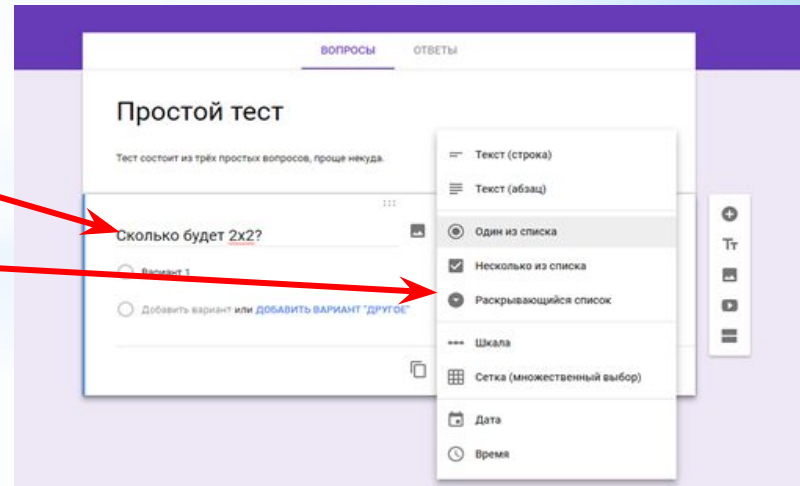 ВОПРОСЫ ОТВЕТЫ
Простой тест
Тест состоит из трёх простых вопросов, проще некуда.
Сколько будет 2x2?
Вариант 1
Добавить вариант или ДОБАВИТЬ ВАРИАНТ "ДРУГОЕ"
Текст (строка)
Текст (абзац)
Один из списка
Несколько из списка
Раскрывающийся список
Шкала
Сетка (множественный выбор)
Дата
Время
Тт